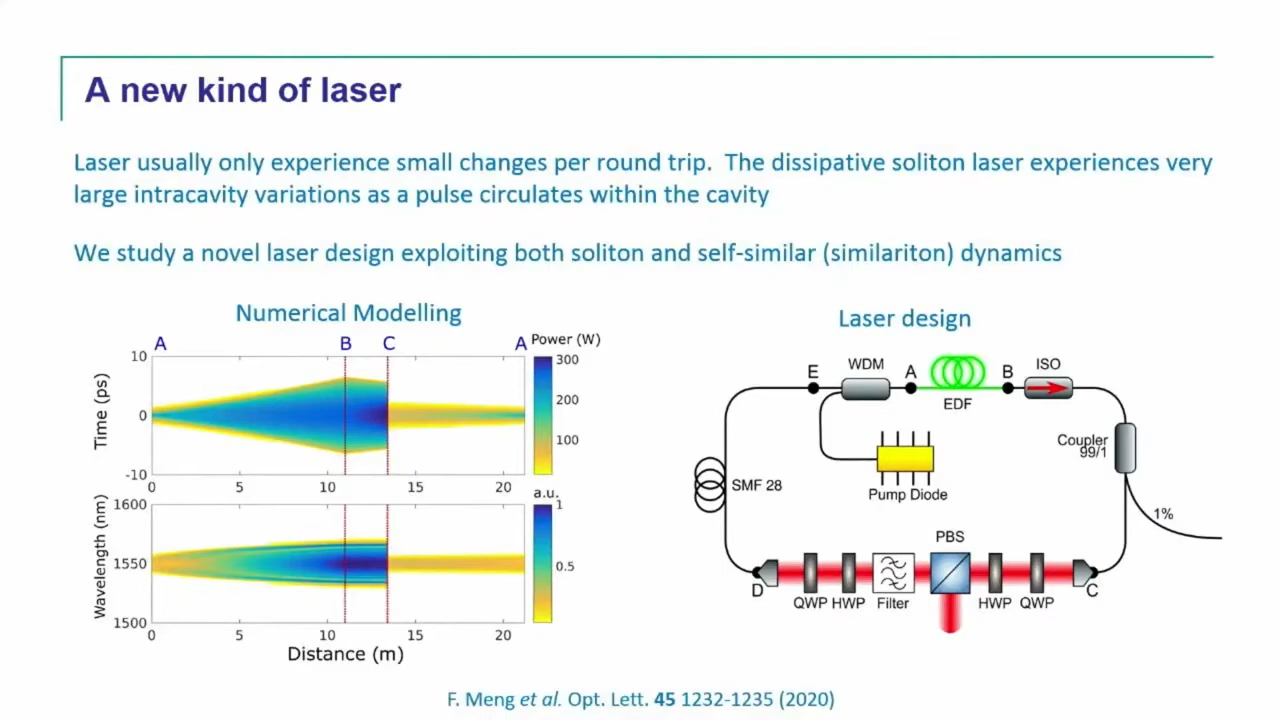 A new kind of laser
Laser usually only experience small changes per round trip. The dissipative soliton laser experiences very
large intracavity variations as a pulse circulates within the cavity
We study a novel laser design exploiting both soliton and self-similar (similariton) dynamics
Numerical Modelling
A B C A Power (W)
10
0
-10
Time (ps)
0 5 10 15 20
300
200
100
a.u.
1600
1550
1500
Wavelength (nm)
1
0.5
0 5 10 15 20
Distance (m)
Laser design
E WDM A B ISO
EDF
Coupler
99/1
SMF 28
Pump Diode
1%
PBS
D QWP HWP Filter HWP QWP C
F. Meng et al. Opt. Lett. 45 1232-1235 (2020)